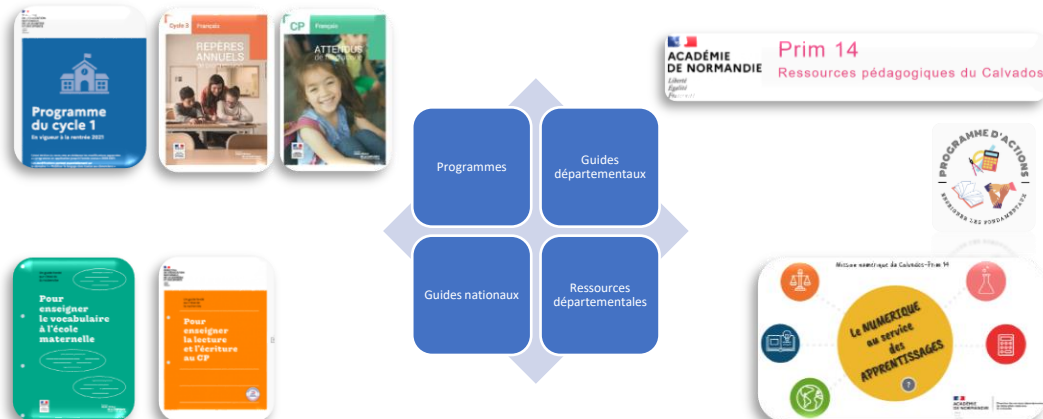 Programme
du cycle 1
En vigueur à la rentrée 2021
Cycle 3 Français
REPÈRES
ANNUELS
CP Français
ATTENDUS
ACADÉMIE
DE NORMANDIE
Liberté
Égalité
Prim 14
Ressources pédagogiques du Calvados
Programmes
Guides
départementaux
Guides nationaux
Ressources
départementales
PROGRAMME D'ACTIONS
ENSEIGNER LES FONDAMENTAUX
Pour
enseigner
le vocabulaire
à l'école
maternelle
Pour
enseigner
la lecture
et l'écriture
au CP
Mission numérique du Calvados-Prim 14
Le NUMERIQUE
au service
des
APPRENTISSAGES
?
ACADÉMIE
DE NORMANDIE